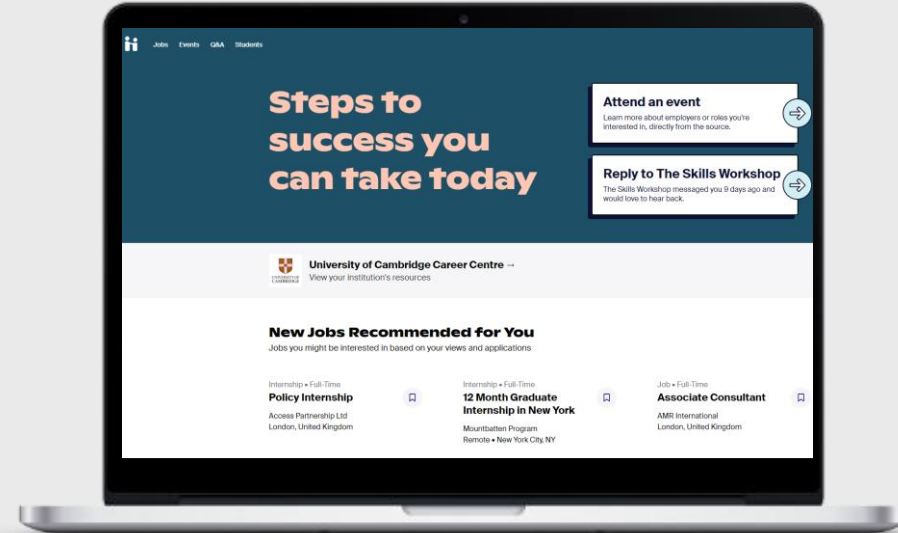 Jobs Events Q&A Students
Steps to
success you
can take today
Attend an event
Learn more about employers or roles you're
interested in, directly from the source.
Reply to The Skills Workshop
The Skills Workshop messaged you 9 days ago and
would love to hear back.
University of Cambridge Career Centre →
View your institution's resources
UNIVERSITY OF
CAMBRIDGE
New Jobs Recommended for You
Jobs you might be interested in based on your views and applications
Internship • Full-Time
Policy Internship
Access Partnership Ltd
London, United Kingdom
Internship • Full-Time
12 Month Graduate
Internship in New York
Mountbatten Program
Remote • New York City, NY
Job • Full-Time
Associate Consultant
AMR International
London, United Kingdom